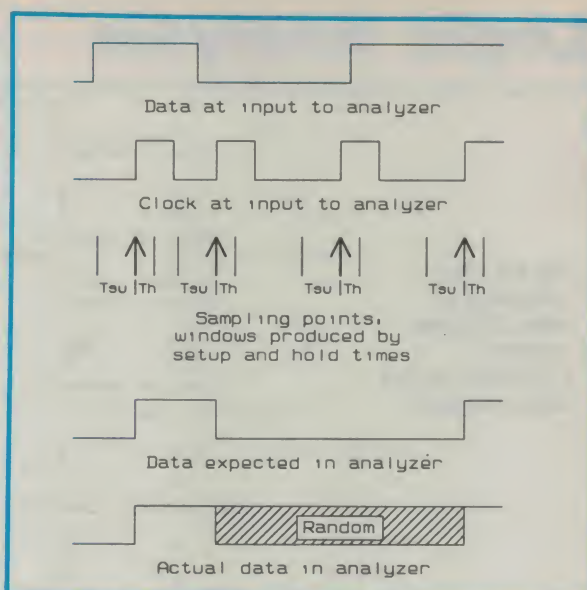 Data at input to analyzer
Clock at input to analyzer
Tsu |Th Tsu |Th Tsu |Th Tsu |Th
Sampling points,
windows produced by
setup and hold times
Data expected in analyzer
Random
Actual data in analyzer